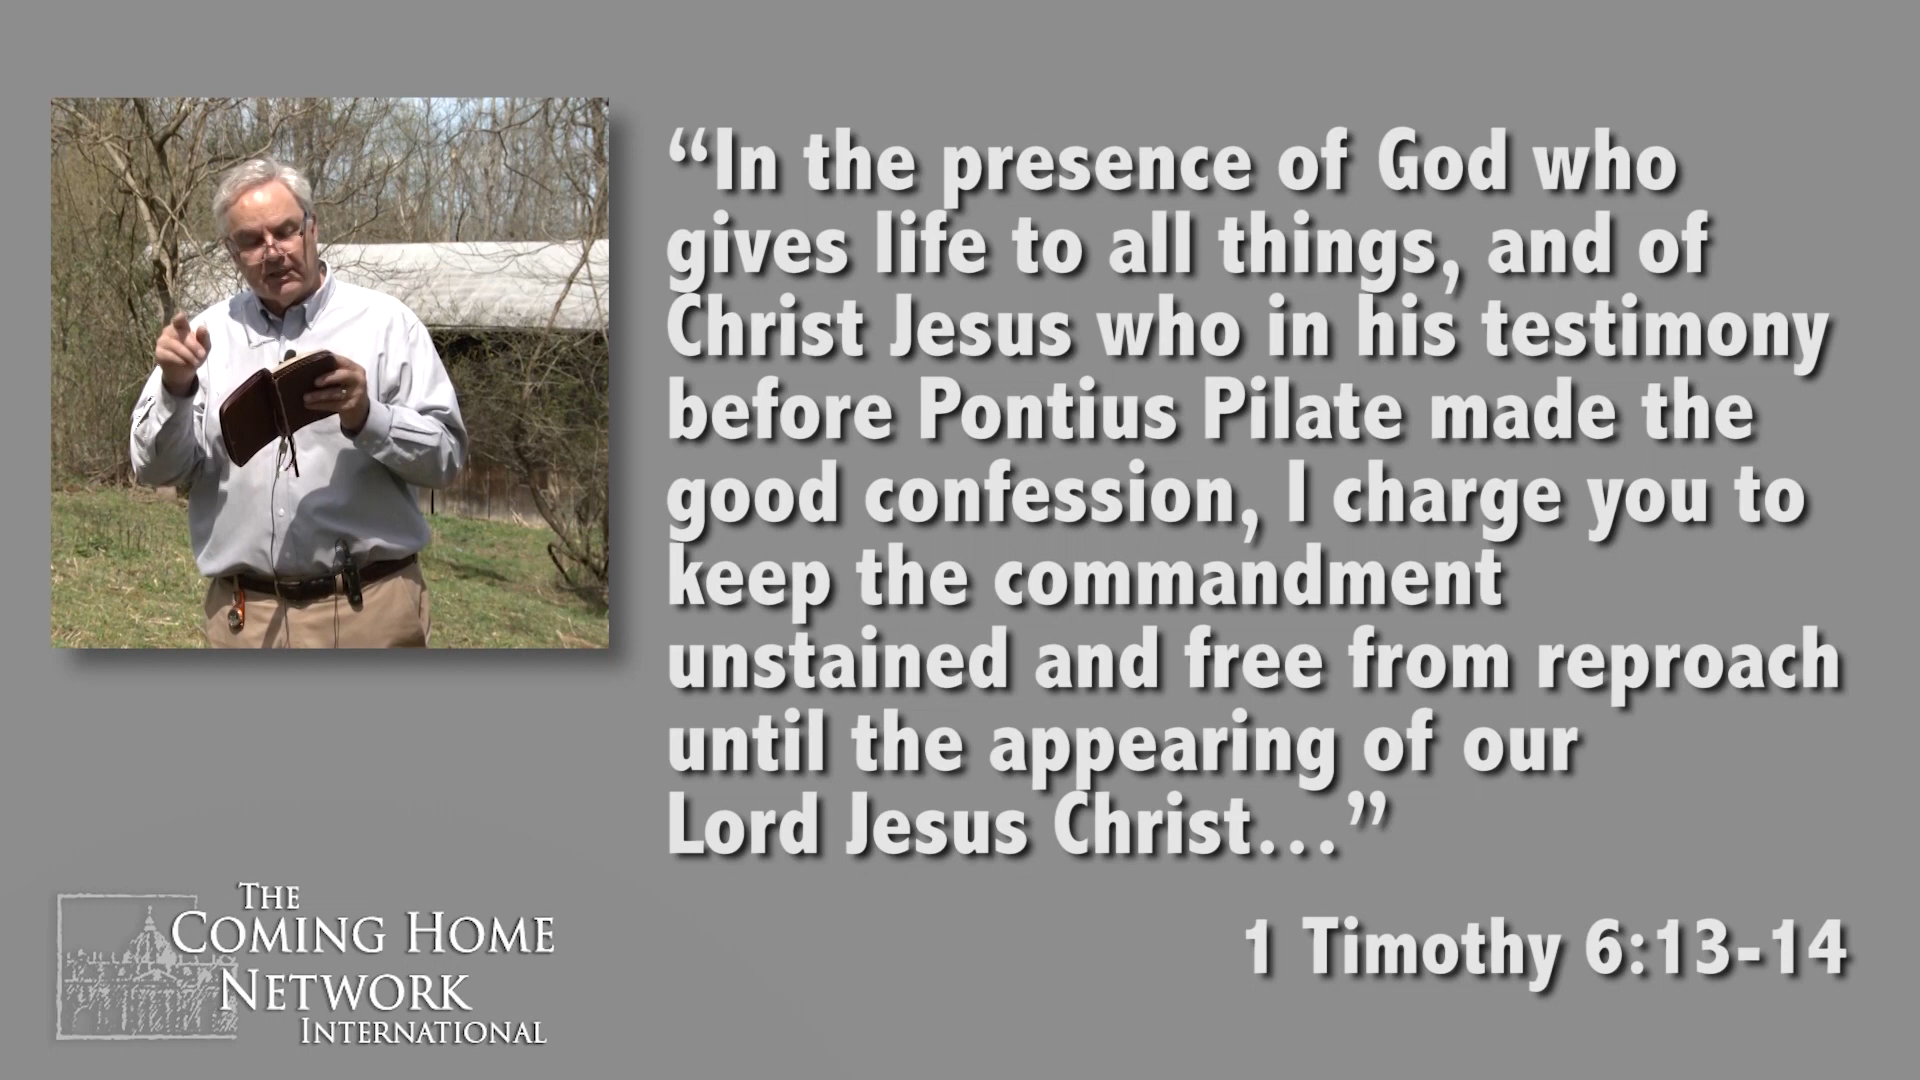 “In the presence of God who
gives life to all things, and of
Christ Jesus who in his testimony
before Pontius Pilate made the
good confession, I charge you to
keep the commandment
unstained and free from reproach
until the appearing of our
Lord Jesus Christ…”
1 Timothy 6:13-14
THE
COMING HOME
NETWORK
INTERNATIONAL